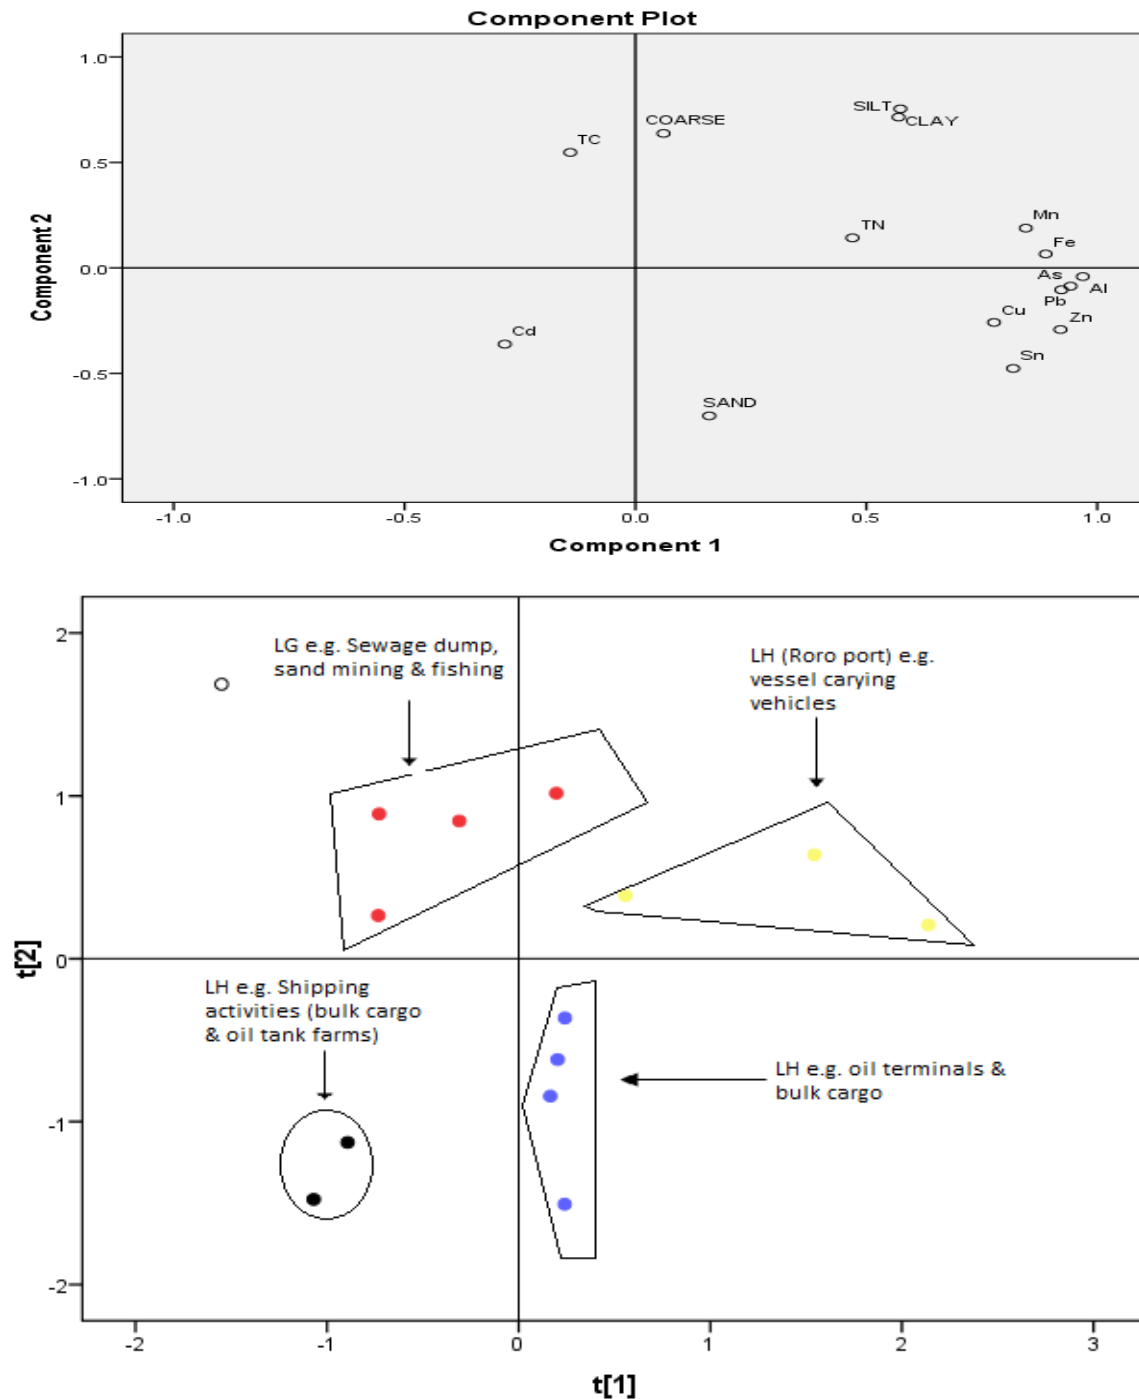 Component Plot
1.0
0.5
0.0
-0.5
-1.0
Component 2
SILT
CLAY
COARSE
TC
TN
Mn
Fe
As
Al
Pb
Zn
Cu
Sn
Cd
SAND
-1.0
-0.5
0.0
0.5
1.0
Component 1
2
1
0
-1
-2
t[2]
LG e.g. Sewage dump,
sand mining & fishing
LH (Roro port) e.g.
vessel carying
vehicles
LH e.g. Shipping
activities (bulk cargo
& oil tank farms)
LH e.g. oil terminals &
bulk cargo
-2
-1
0
1
2
3
t[1]